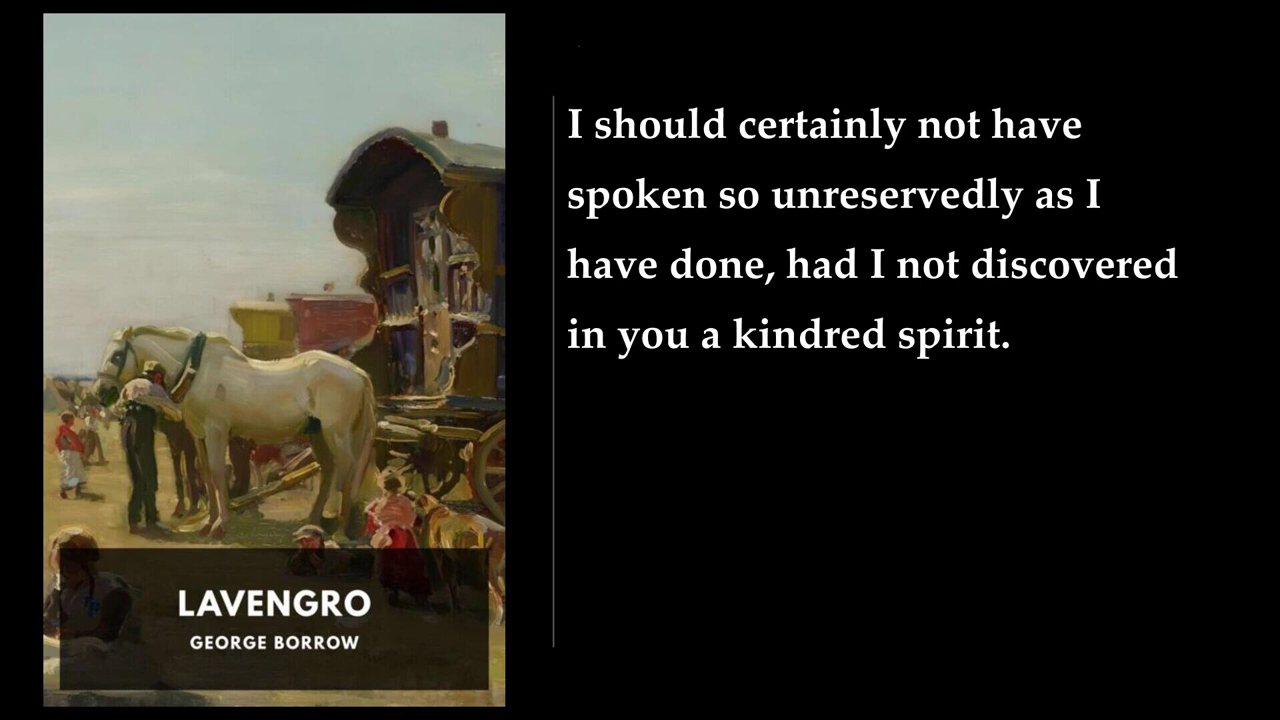 I should certainly not have
spoken so unreservedly as I
have done, had I not discovered
in you a kindred spirit.
LAVENGRO
GEORGE BORROW